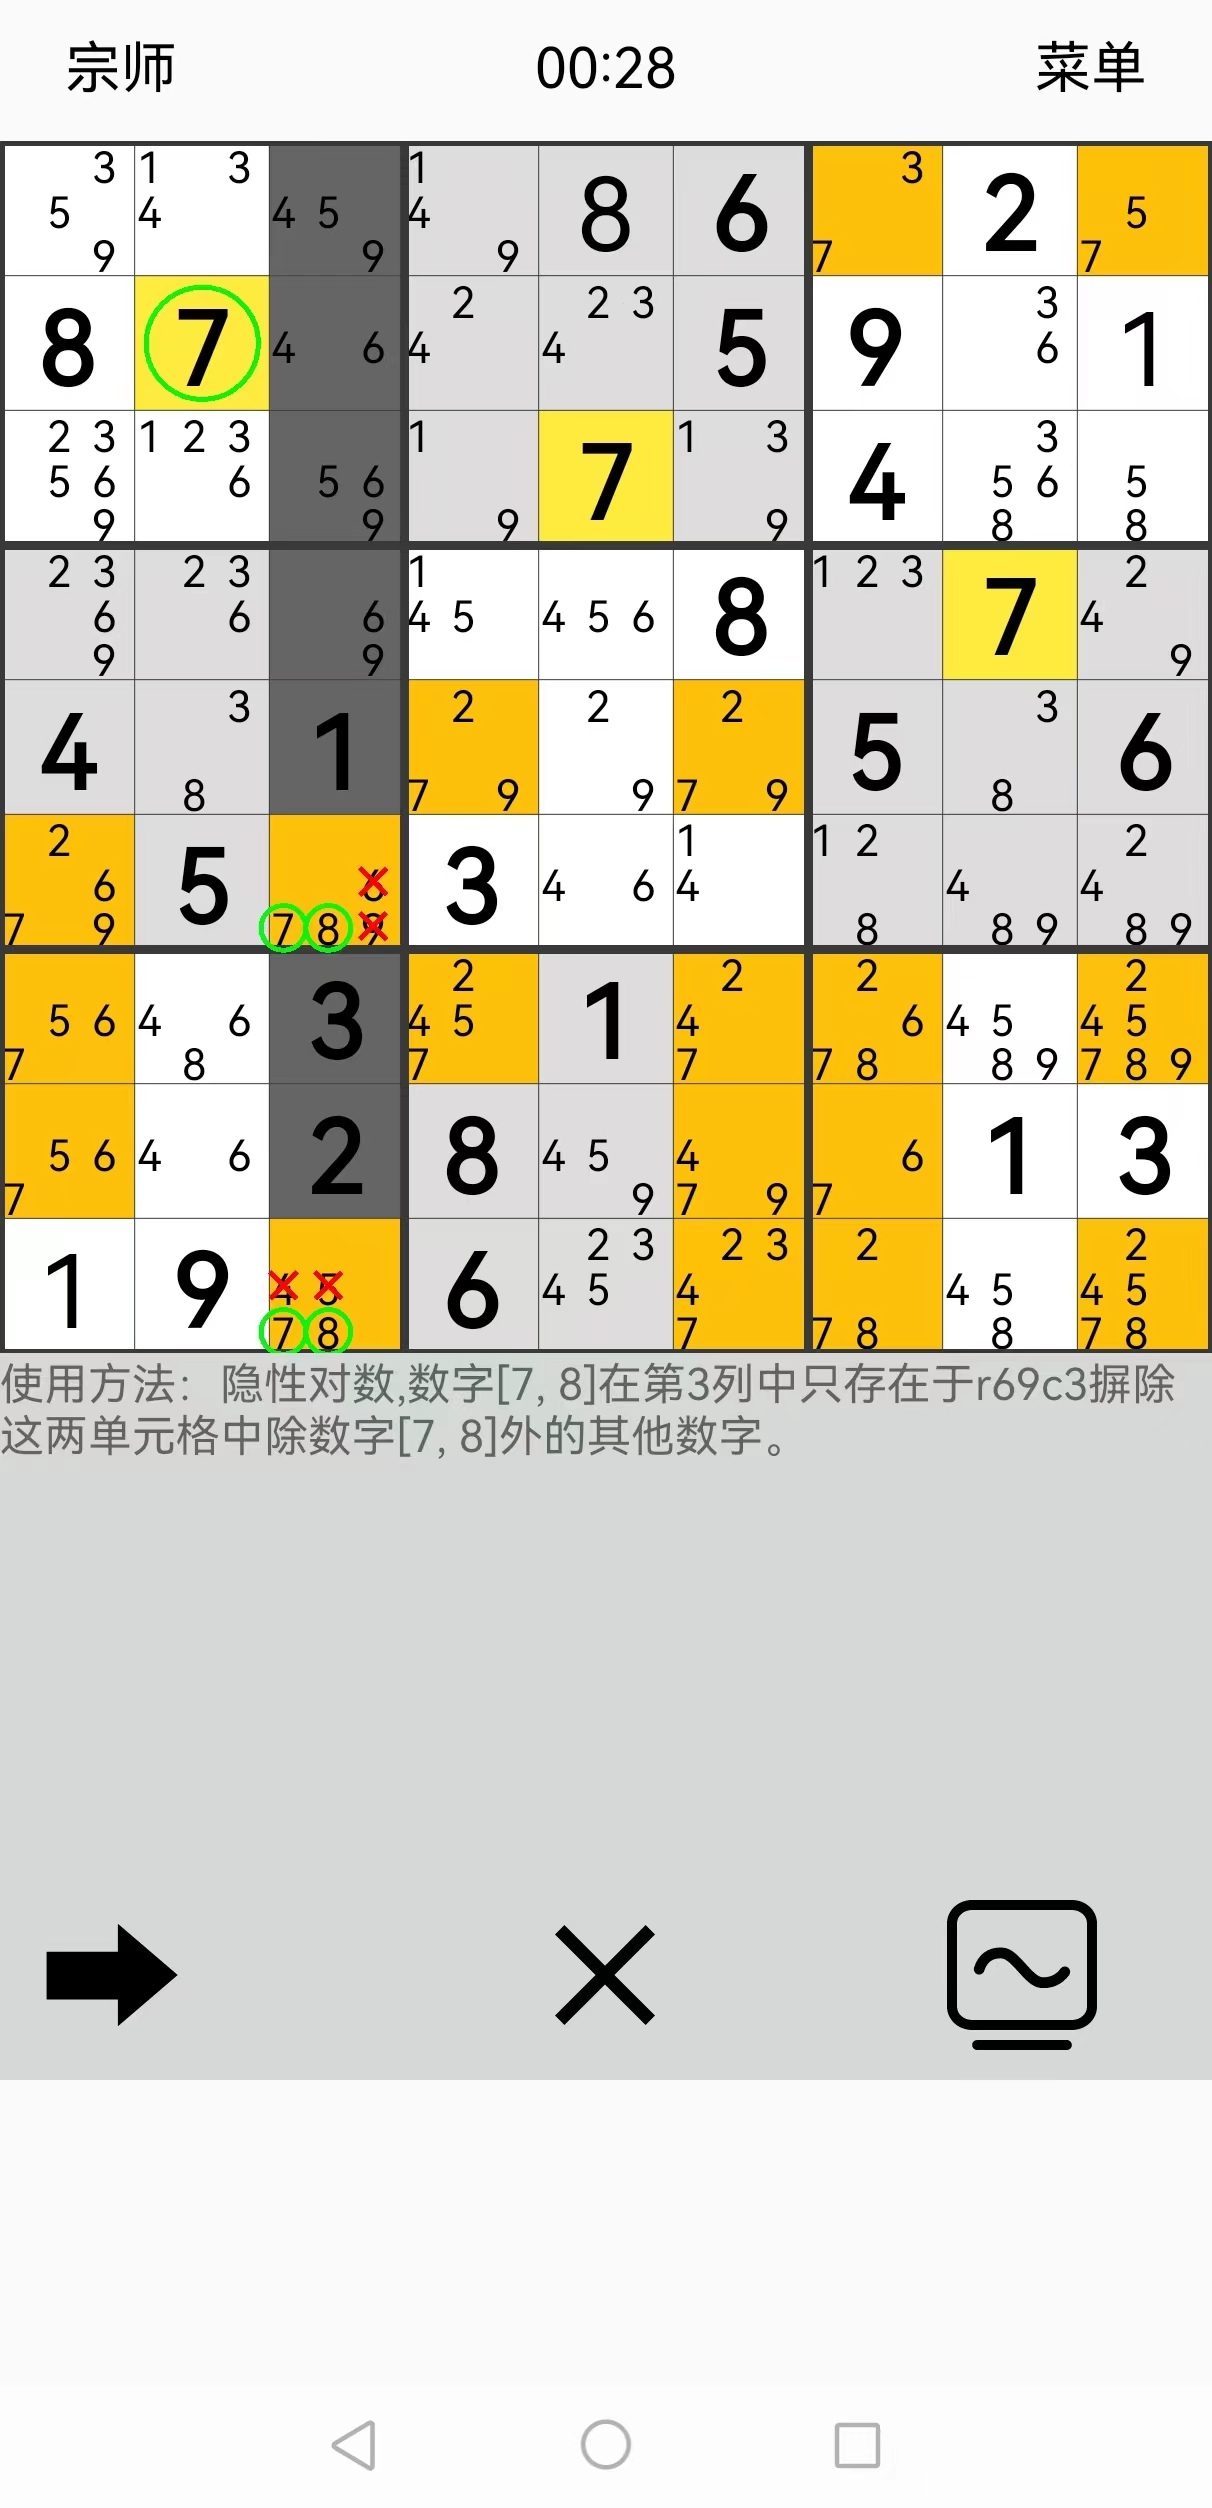 宗师 00:28 菜单
3 1 3 1 3
5 4 4 5 4 8 6 2 5
9 9 9 7 7
2 2 3 3
8 7 4 6 4 4 5 9 6 1
2 3 1 2 3 1 1 3 3
5 6 6 5 6 7 4 5 6 5
9 9 9 9 8 8
2 3 2 3 1 1 2 3 2
6 6 6 4 5 4 5 6 8 7 4
9 9 9
3 2 2 2 3
4 1 5 6
8 7 9 9 7 9 8
2 1 1 2 2
6 5 6 3 4 6 4 4 4
7 9 7 8 9 8 8 9 8 9
2 2 2 2
5 6 4 6 3 4 5 1 4 6 4 5 4 5
7 8 7 7 7 8 8 9 7 8 9
5 6 4 6 2 8 4 5 4 6 1 3
7 9 7 9 7
2 3 2 3 2 2
1 9 4 5 6 4 5 4 4 5 4 5
7 8 7 7 8 8 7 8
使用方法：隐性对数,数字[7, 8]在第3列中只存在于r69c3摒除
这两单元格中除数字[7, 8]外的其他数字。